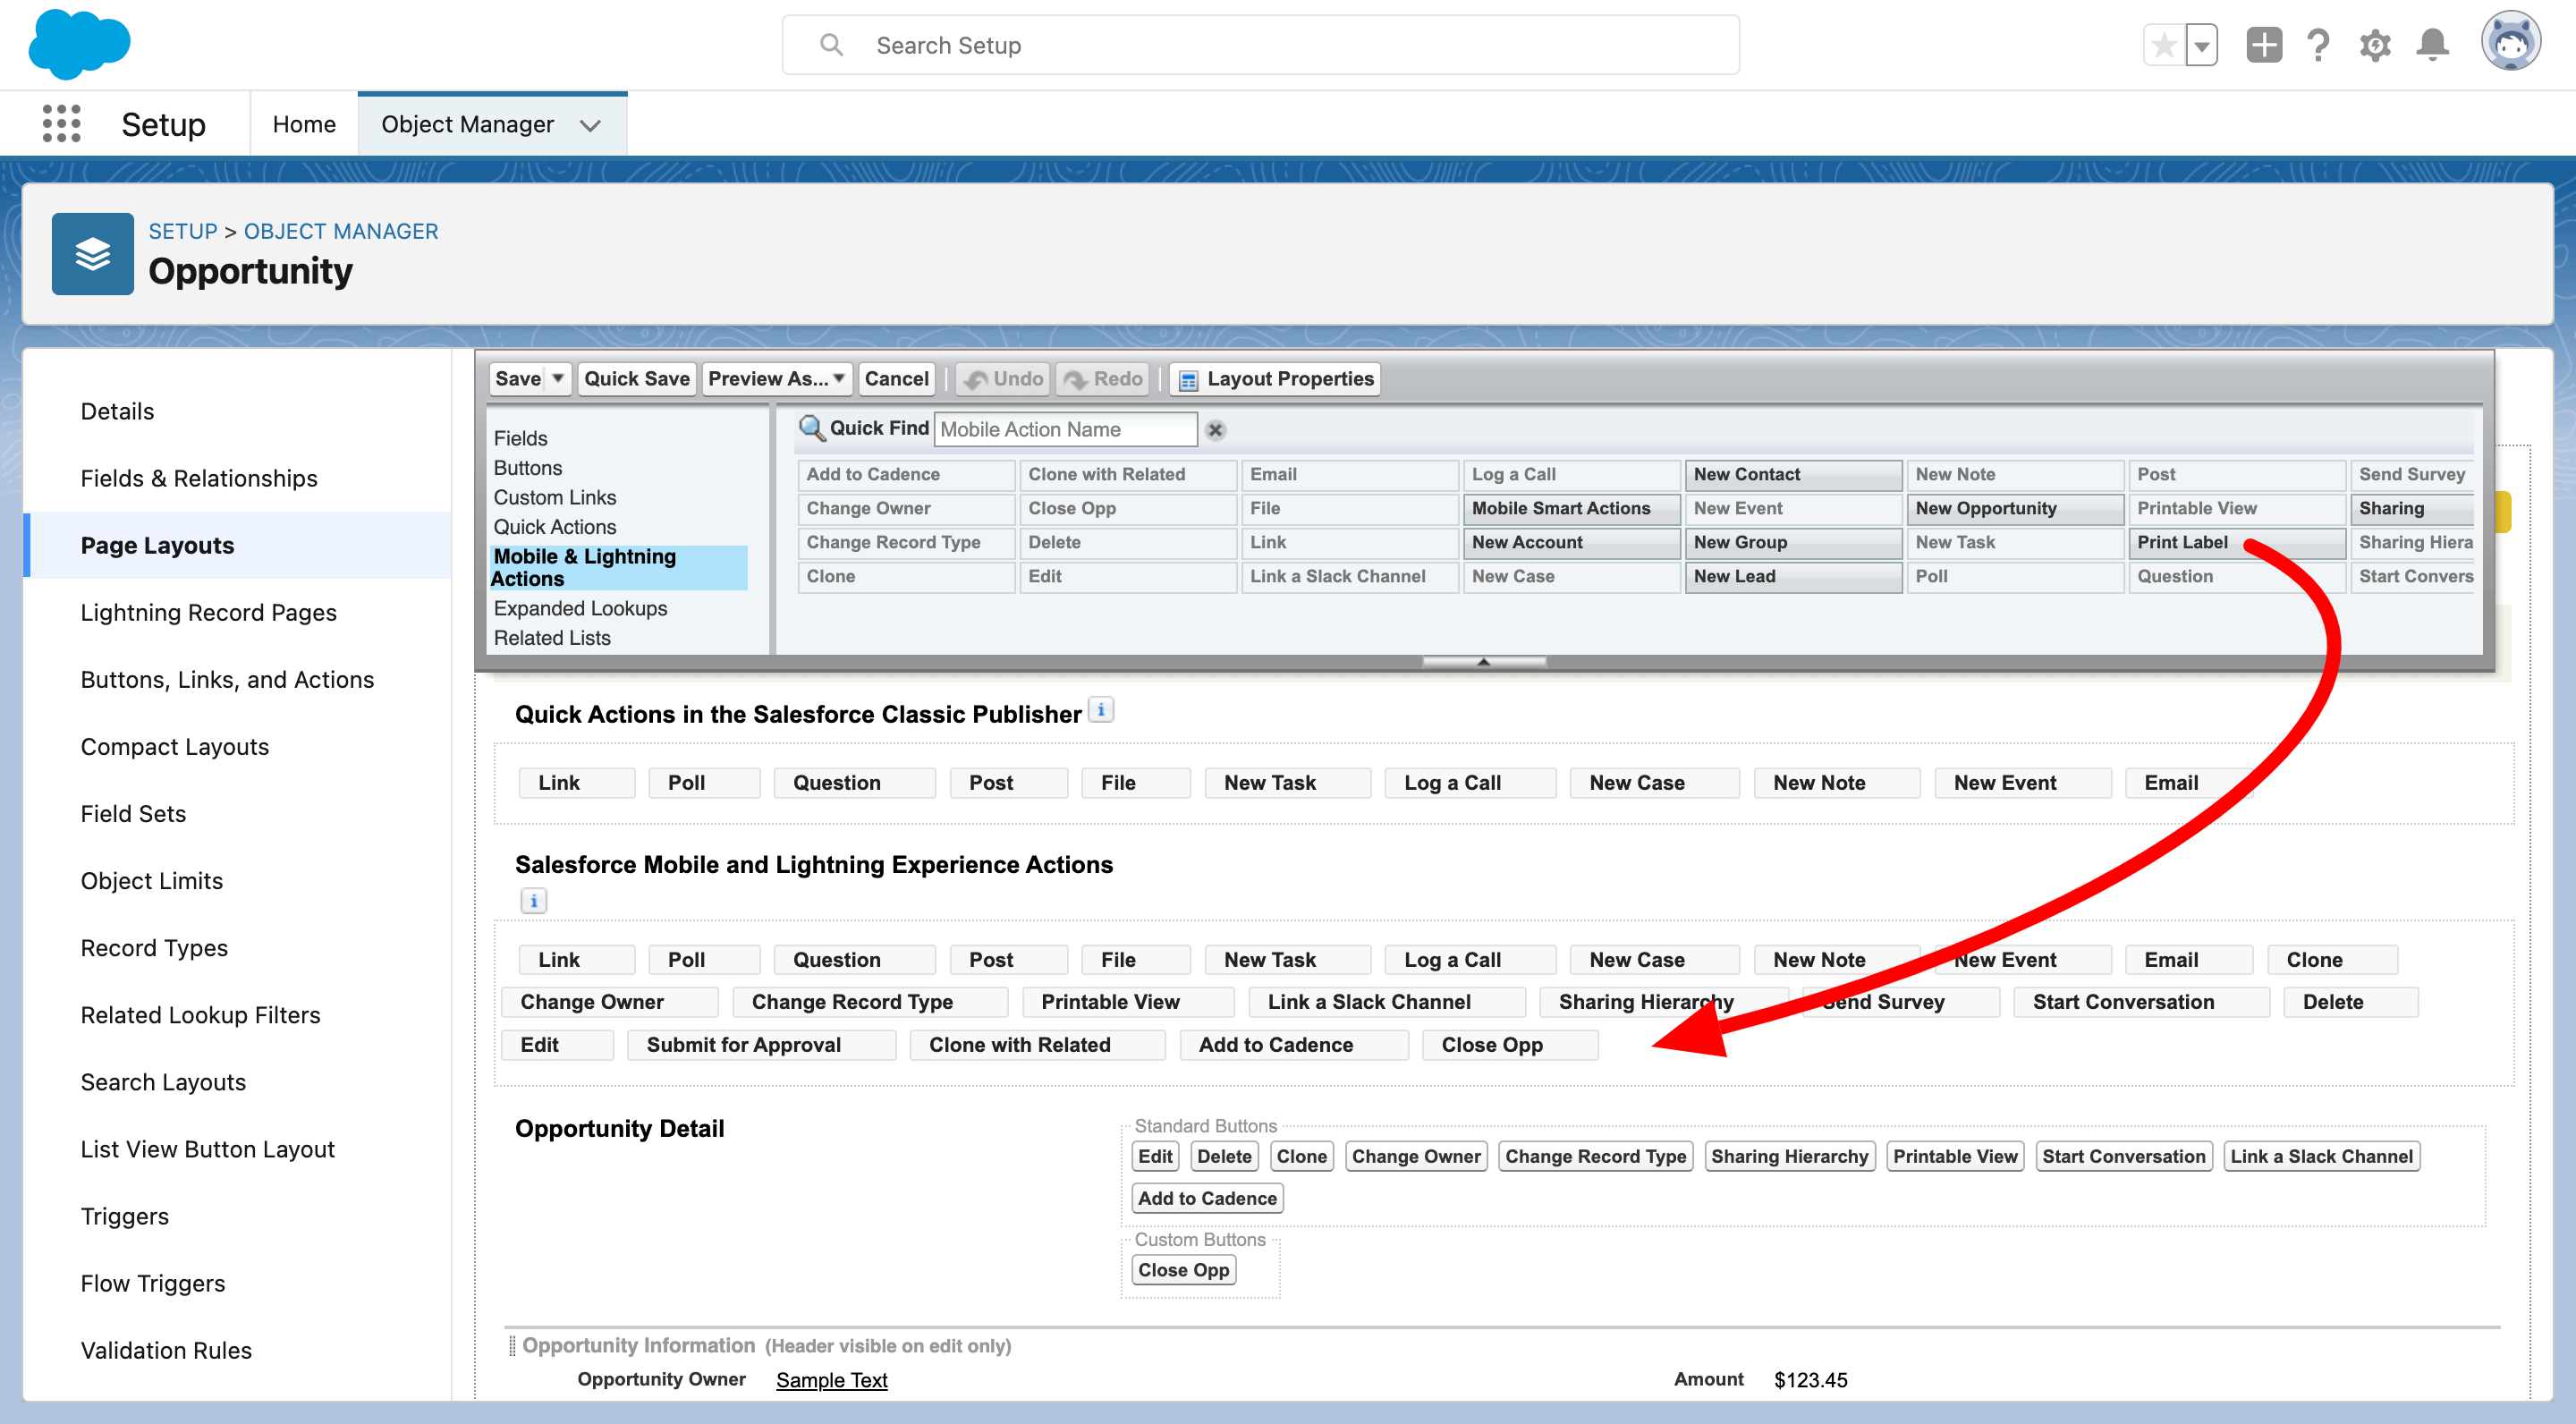 Search Setup
Setup
Home
Object Manager
SETUP > OBJECT MANAGER
Opportunity
Details
Fields & Relationships
Page Layouts
Lightning Record Pages
Buttons, Links, and Actions
Compact Layouts
Field Sets
Object Limits
Record Types
Related Lookup Filters
Search Layouts
List View Button Layout
Triggers
Flow Triggers
Validation Rules
Save Quick Save Preview As... Cancel Undo Redo Layout Properties
Fields
Buttons
Custom Links
Quick Actions
Mobile & Lightning
Actions
Expanded Lookups
Related Lists
Quick Find Mobile Action Name
Add to Cadence Clone with Related Email Log a Call New Contact New Note Post Send Survey
Change Owner Close Opp File Mobile Smart Actions New Event New Opportunity Printable View Sharing
Change Record Type Delete Link New Account New Group New Task Print Label Sharing Hiera
Clone Edit Link a Slack Channel New Case New Lead Poll Question Start Convers
Quick Actions in the Salesforce Classic Publisher i
Link Poll Question Post File New Task Log a Call New Case New Note New Event Email
Salesforce Mobile and Lightning Experience Actions
i
Link Poll Question Post File New Task Log a Call New Case New Note New Event Email Clone
Change Owner Change Record Type Printable View Link a Slack Channel Sharing Hierarchy Send Survey Start Conversation Delete
Edit Submit for Approval Clone with Related Add to Cadence Close Opp
Opportunity Detail
Standard Buttons
Edit Delete Clone Change Owner Change Record Type Sharing Hierarchy Printable View Start Conversation Link a Slack Channel
Add to Cadence
Custom Buttons
Close Opp
Opportunity Information (Header visible on edit only)
Opportunity Owner Sample Text Amount $123.45